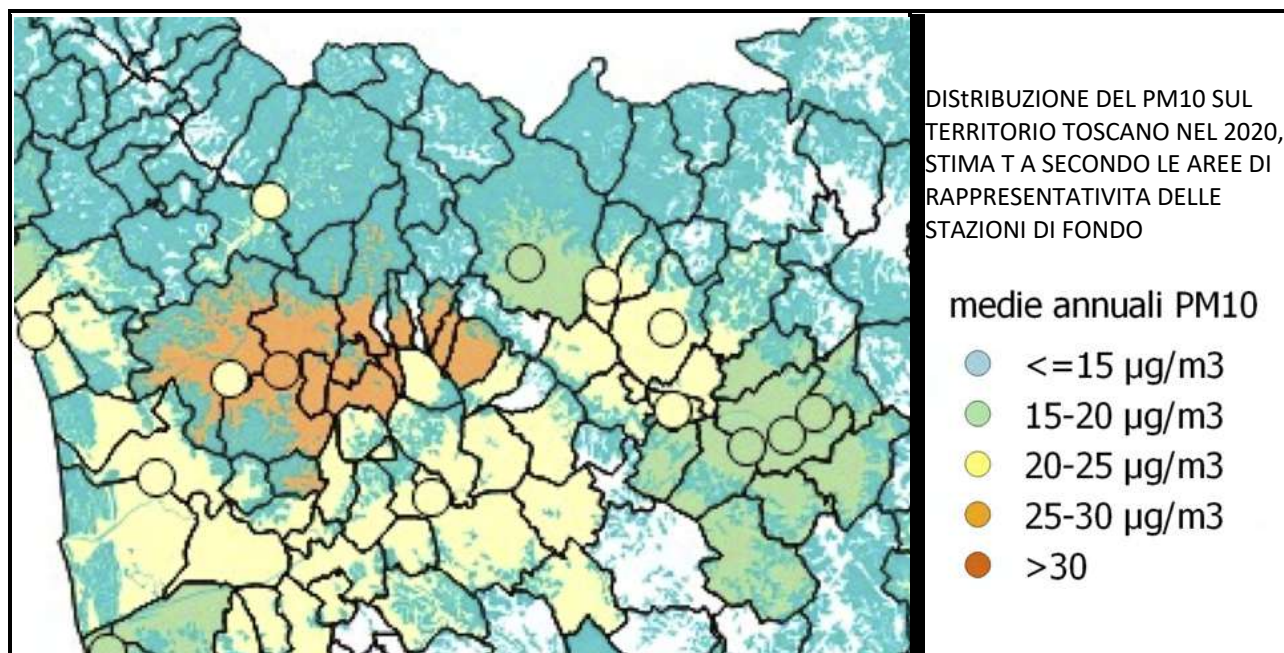 DIStRIBUZIONE DEL PM10 SUL
TERRITORIO TOSCANO NEL 2020,
STIMA T A SECONDO LE AREE DI
RAPPRESENTATIVITA DELLE
STAZIONI DI FONDO
medie annuali PM10
<=15 µg/m3
15-20 µg/m3
20-25 µg/m3
25-30 µg/m3
>30